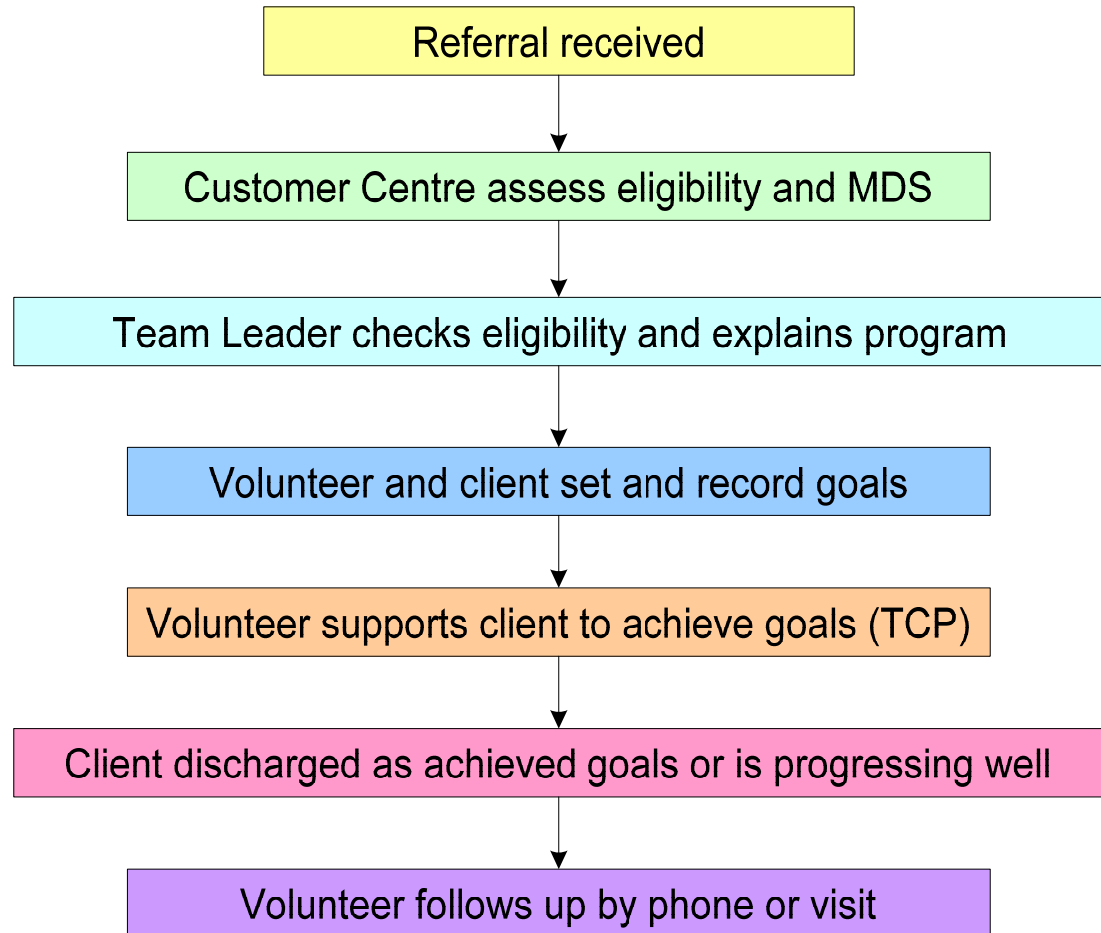 Referral received
Customer Centre assess eligibility and MDS
Team Leader checks eligibility and explains program
Volunteer and client set and record goals
Volunteer supports client to achieve goals (TCP)
Client discharged as achieved goals or is progressing well
Volunteer follows up by phone or visit